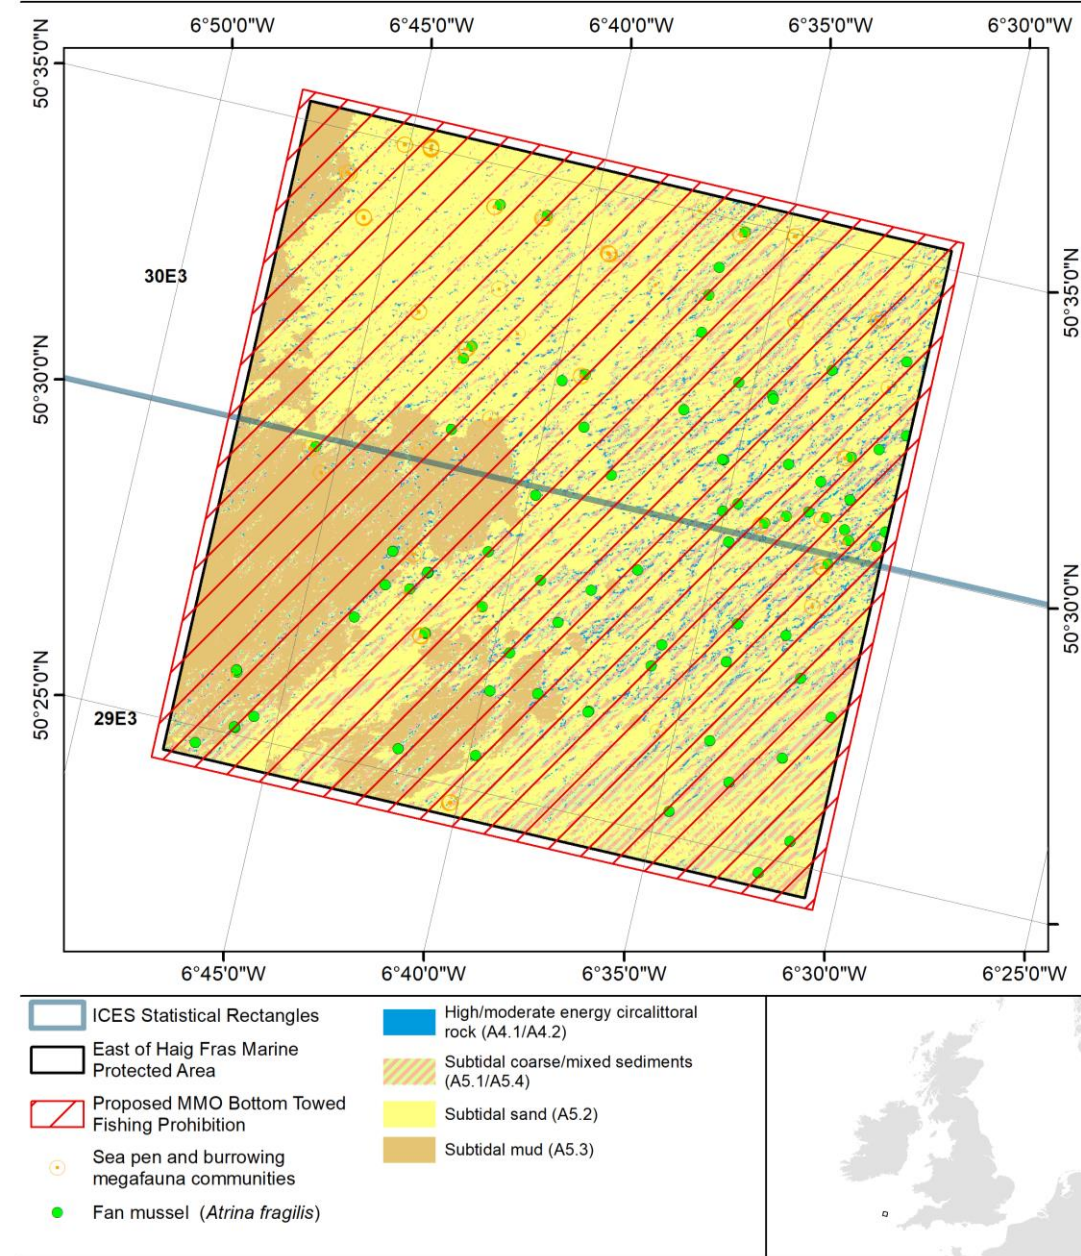 6°50'0"W 6°45'0"W 6°40'0"W 6°35'0"W 6°30'0"W
50°35'0"N
30E3
50°35'0"N
50°30'0"N
50°30'0"N
50°25'0"N
29E3
6°45'0"W 6°40'0"W 6°35'0"W 6°30'0"W 6°25'0"W
ICES Statistical Rectangles
East of Haig Fras Marine
Protected Area
Proposed MMO Bottom Towed
Fishing Prohibition
Sea pen and burrowing
megafauna communities
Fan mussel (Atrina fragilis)
High/moderate energy circalittoral
rock (A4.1/A4.2)
Subtidal coarse/mixed sediments
(A5.1/A5.4)
Subtidal sand (A5.2)
Subtidal mud (A5.3)